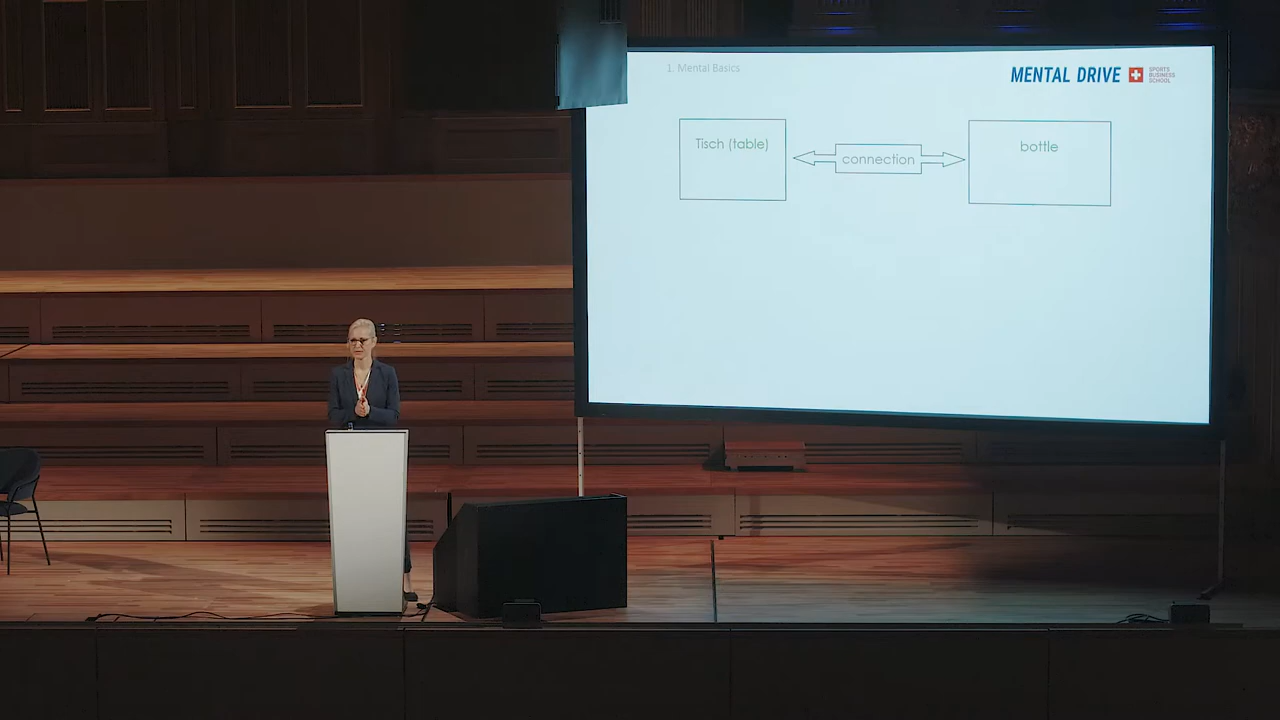 1. Mental Basics
MENTAL DRIVE
SPORTS
BUSINESS
SCHOOL
Tisch (table)
connection
bottle